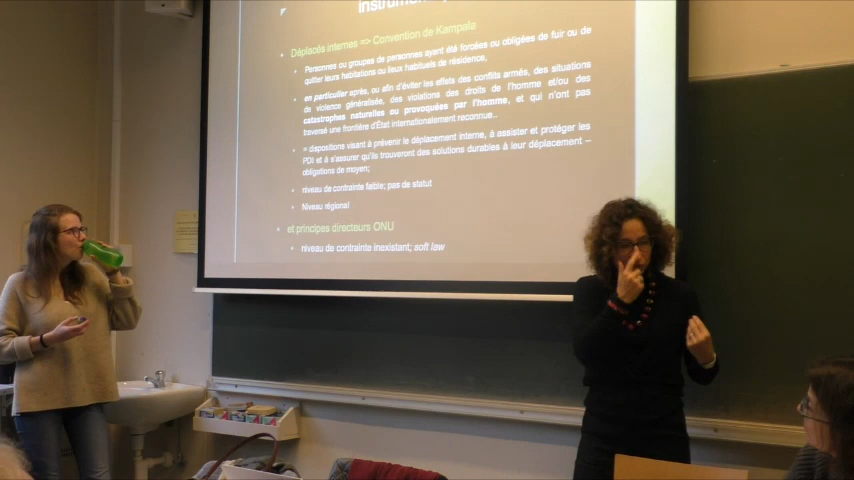 Déplacés internes => Convention de Kampala
Personnes ou groupes de personnes ayant été forcées ou obligées de fuir ou de
quitter leurs habitations ou lieux habituels de résidence,
en particulier après, ou afin d'éviter les effets des conflits armés, des situations
de violence généralisée, des violations des droits de l'homme et/ou des
catastrophes naturelles ou provoquées par l'homme, et qui n'ont pas
traversé une frontière d'État internationalement reconnue..
= dispositions visant à prévenir le déplacement interne, à assister et protéger les
PDI et à s'assurer qu'ils trouveront des solutions durables à leur déplacement –
obligations de moyen;
niveau de contrainte faible; pas de statut
Niveau régional
et principes directeurs ONU
niveau de contrainte inexistant; soft law